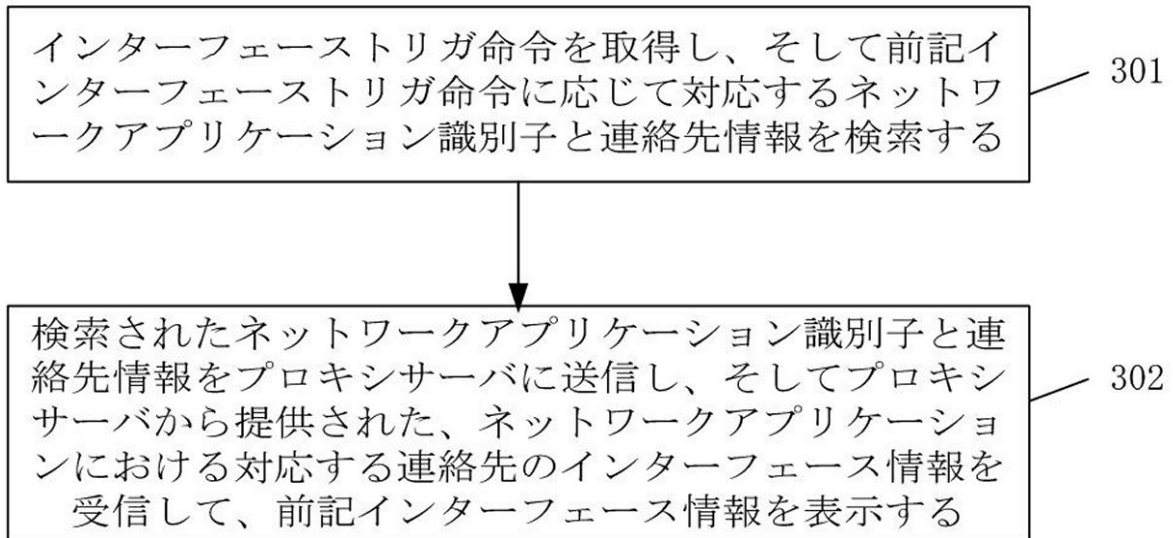 インターフェーストリガ命令を取得し、そして前記イ
ンターフェーストリガ命令に応じて対応するネットワ
ークアプリケーション識別子と連絡先情報を検索する
301
検索されたネットワークアプリケーション識別子と連
絡先情報をプロキシサーバに送信し、そしてプロキシ
サーバから提供された、ネットワークアプリケーショ
ンにおける対応する連絡先のインターフェース情報を
受信して、前記インターフェース情報を表示する
302